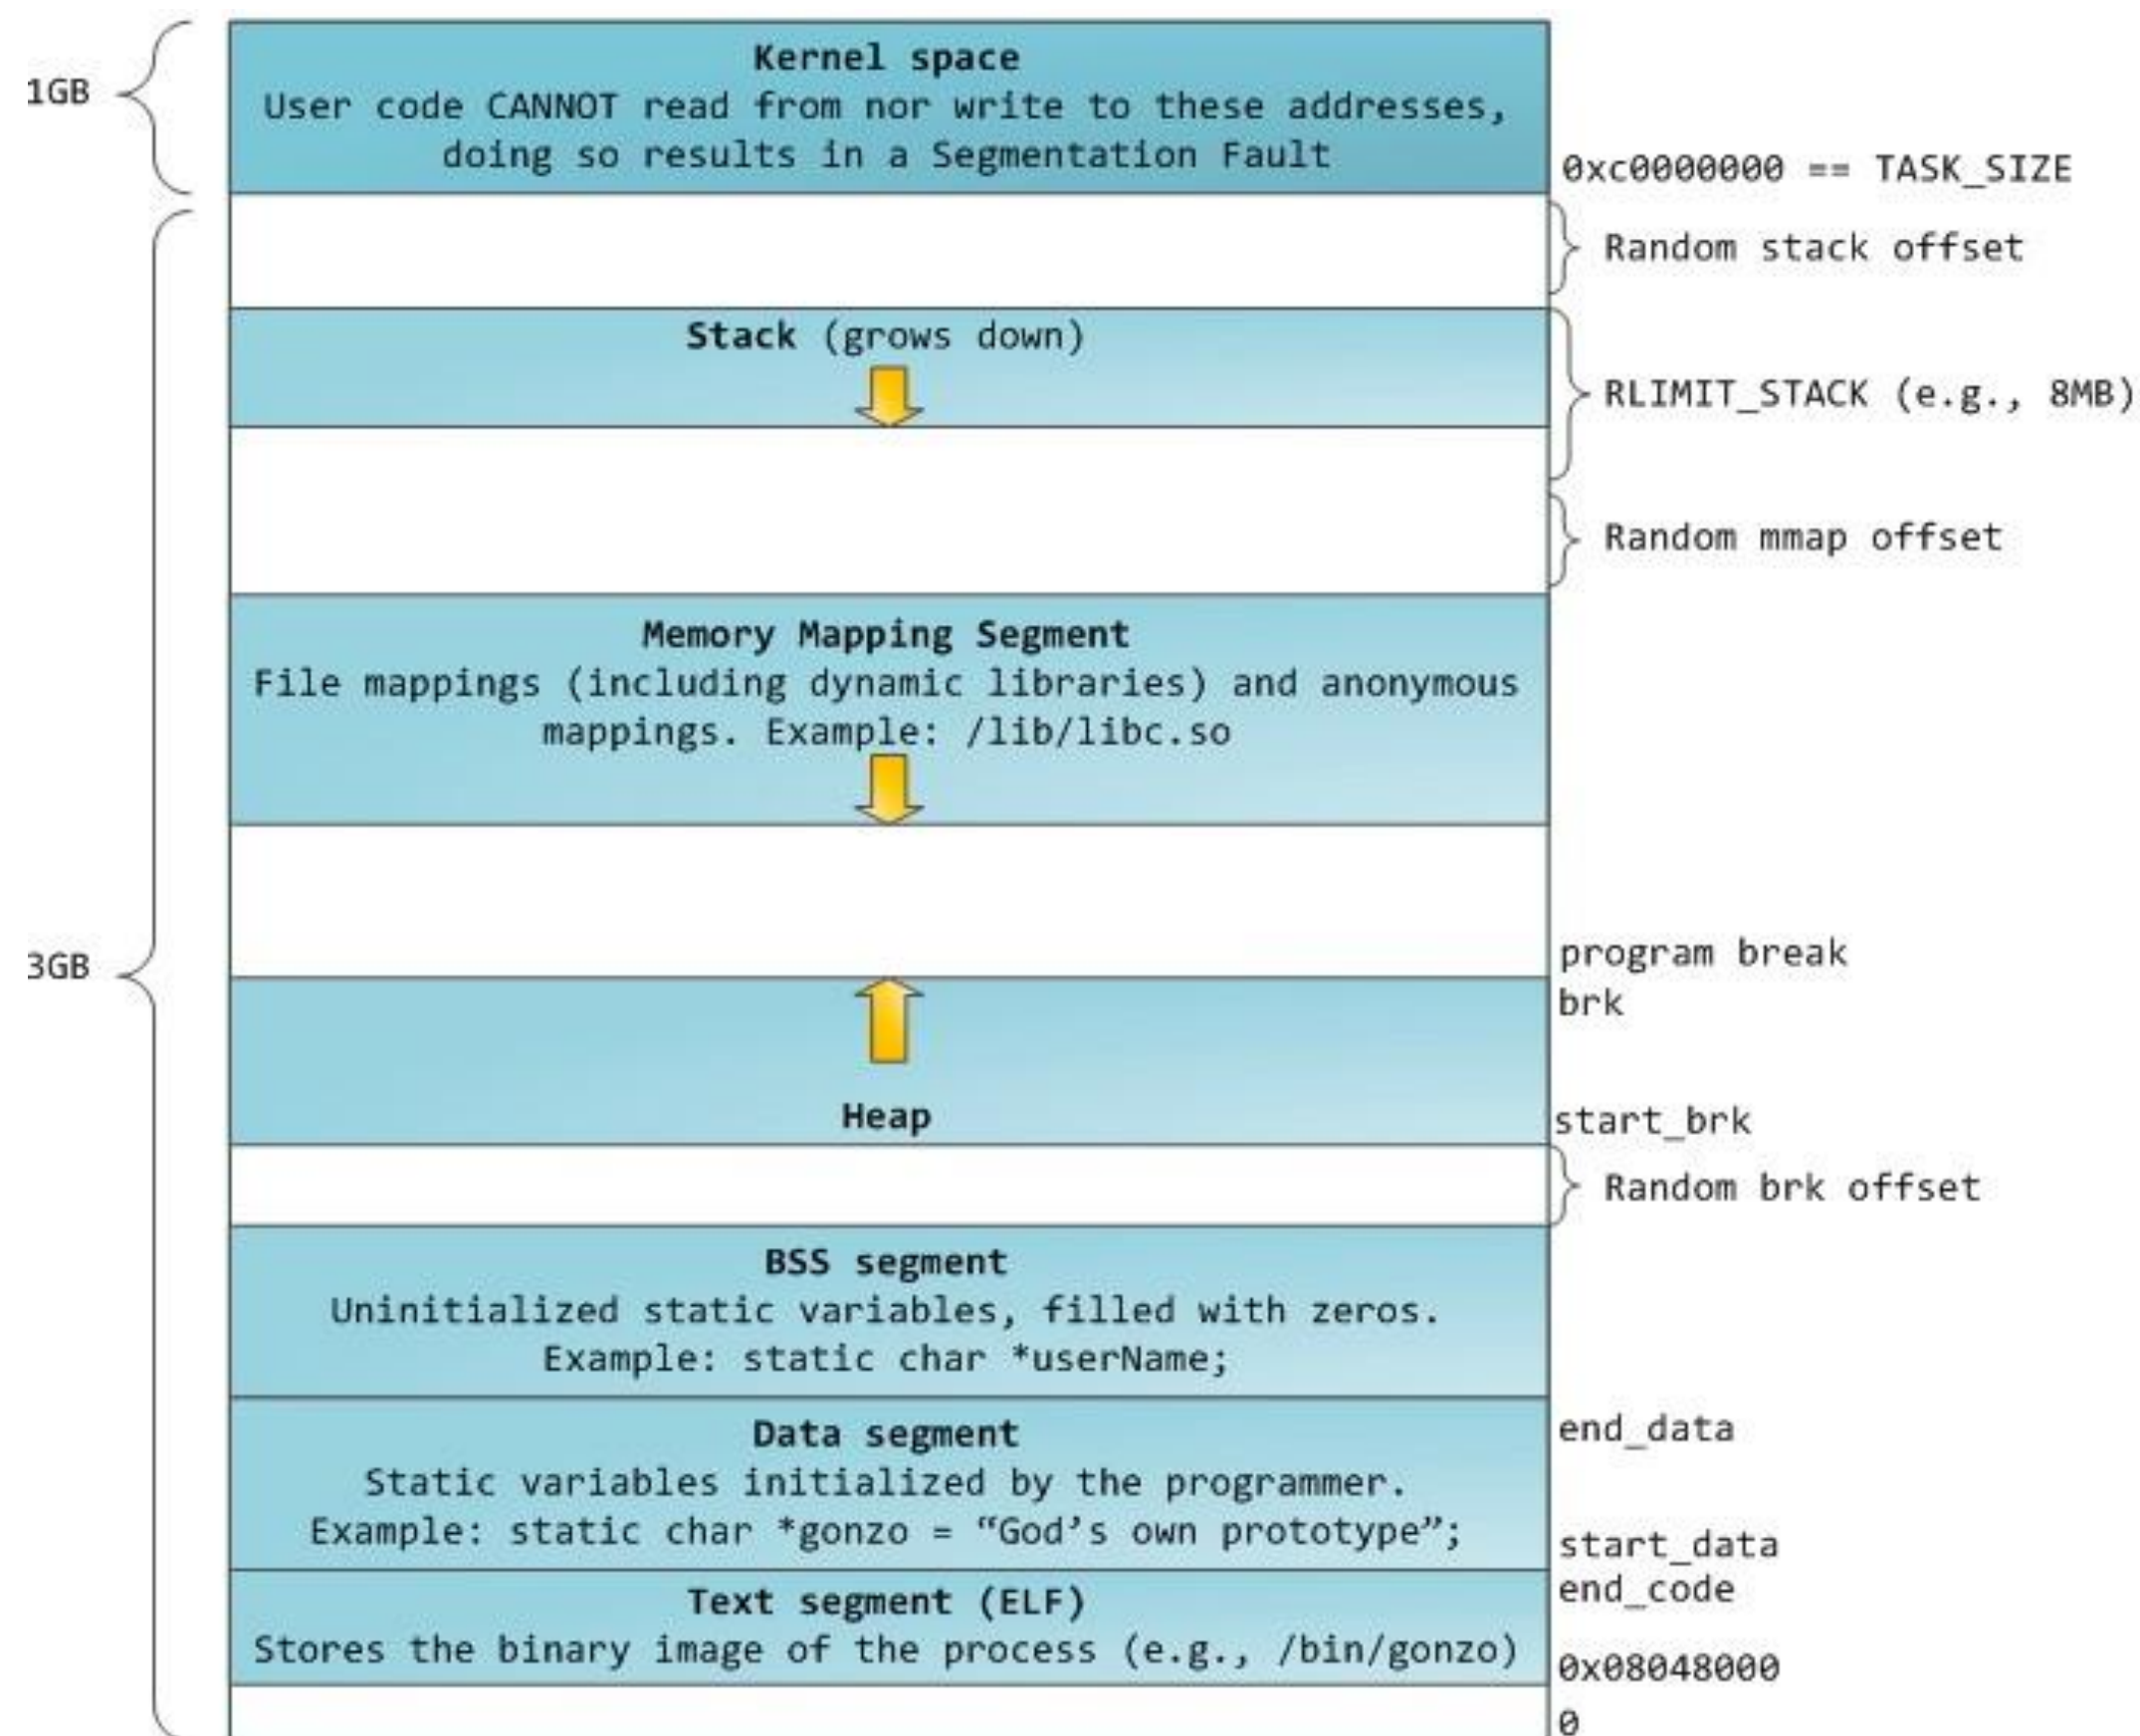 1GB
Kernel space
User code CANNOT read from nor write to these addresses,
doing so results in a Segmentation Fault
0xc0000000 == TASK_SIZE
Random stack offset
Stack (grows down)
RLIMIT_STACK (e.g., 8MB)
Random mmap offset
Memory Mapping Segment
File mappings (including dynamic libraries) and anonymous
mappings. Example: /lib/libc.so
3GB
program break
brk
Heap
start_brk
Random brk offset
BSS segment
Uninitialized static variables, filled with zeros.
Example: static char *userName;
Data segment
Static variables initialized by the programmer.
Example: static char *gonzo = “God’s own prototype”;
end_data
start_data
Text segment (ELF)
Stores the binary image of the process (e.g., /bin/gonzo)
end_code
0x08048000
0